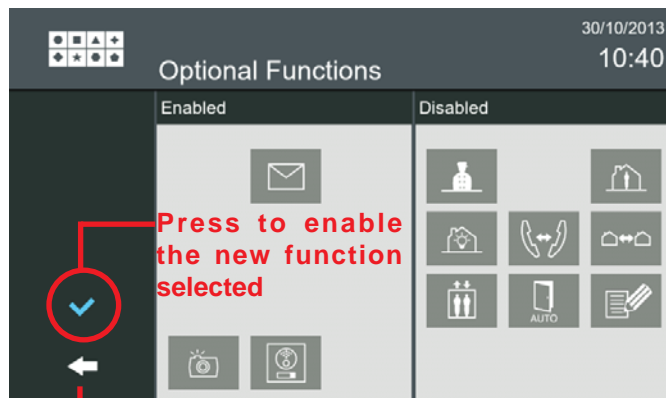 30/10/2013
10:40
Optional Functions
Enabled
Disabled
Press to enable
the new function
selected
AUTO